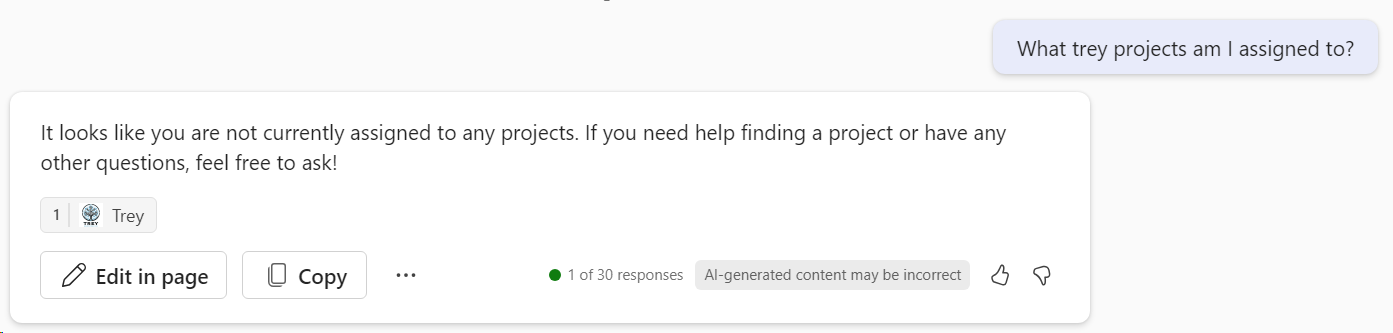 What trey projects am I assigned to?
It looks like you are not currently assigned to any projects. If you need help finding a project or have any
other questions, feel free to ask!
1 TREY Trey
Edit in page Copy ... 1 of 30 responses AI-generated content may be incorrect